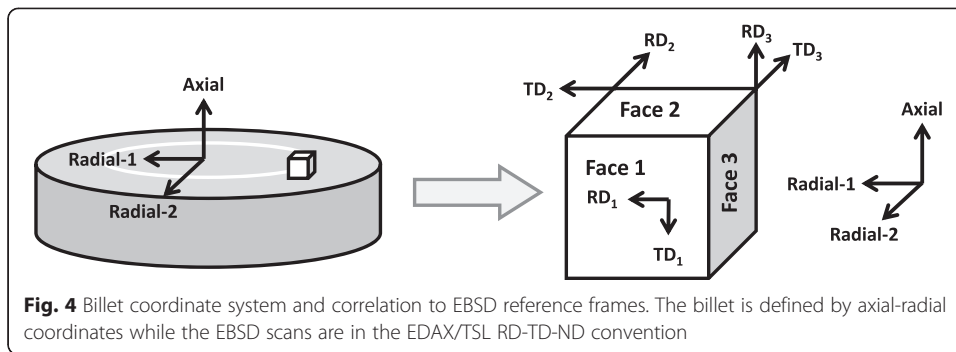 Axial
Radial-1
Radial-2
RD₂
TD₂
RD₃
TD₃
Face 2
Face 1
RD₁
TD₁
Face 3
Axial
Radial-1
Radial-2
Fig. 4 Billet coordinate system and correlation to EBSD reference frames. The billet is defined by axial-radial
coordinates while the EBSD scans are in the EDAX/TSL RD-TD-ND convention